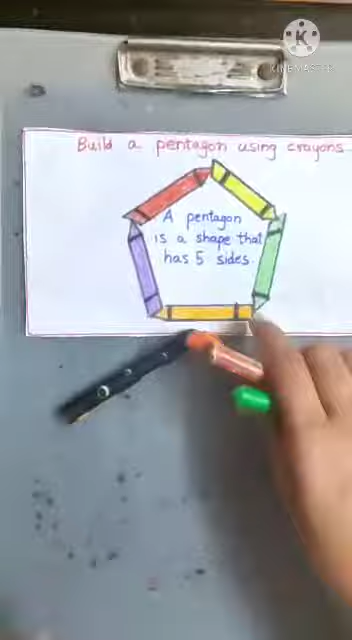 KINEMASTER
Build a pentagon using crayons
A pentagon
is a shape that
has 5 sides.